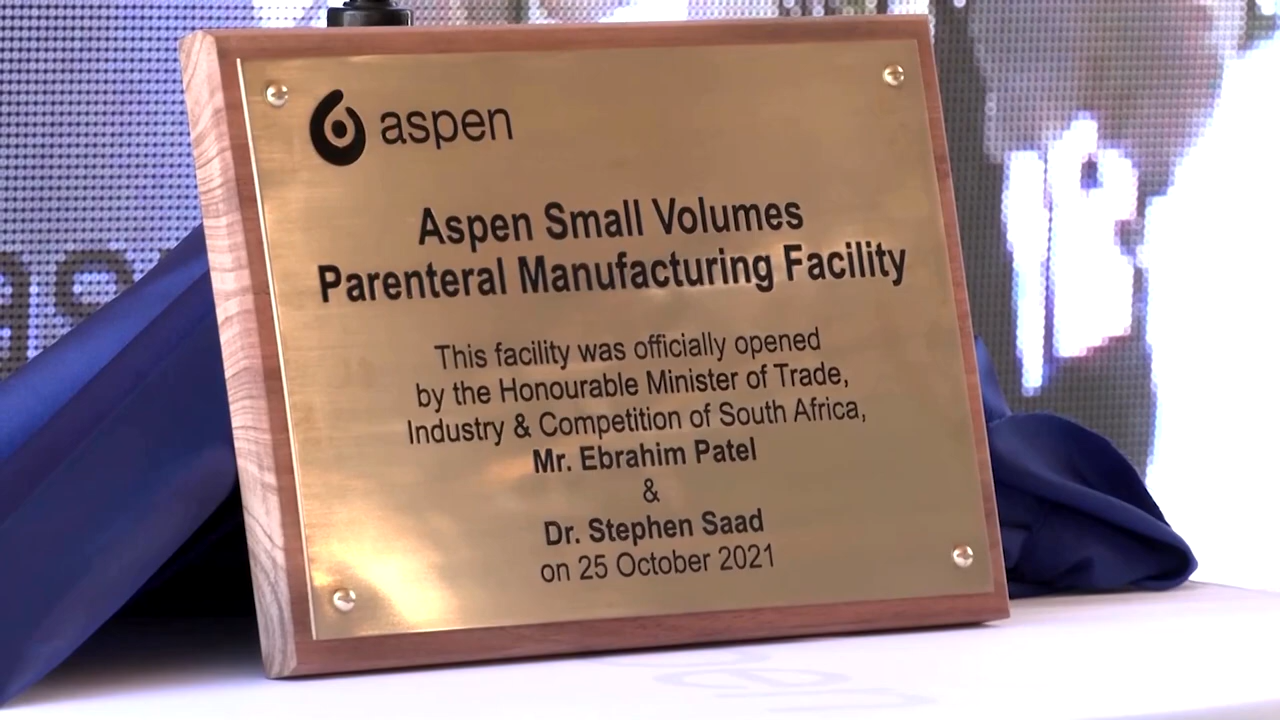 aspen
Aspen Small Volumes
Parenteral Manufacturing Facility
This facility was officially opened
by the Honourable Minister of Trade,
Industry & Competition of South Africa,
Mr. Ebrahim Patel
&
Dr. Stephen Saad
on 25 October 2021